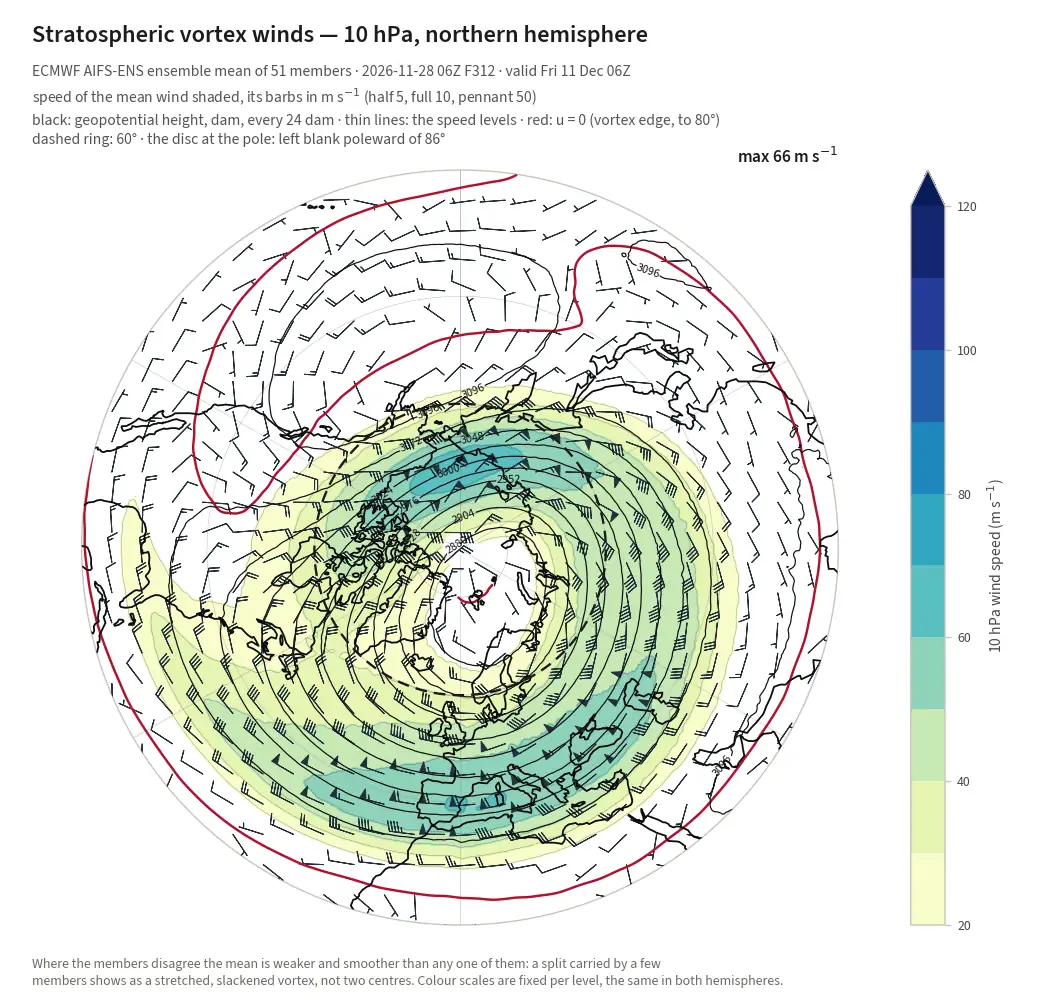 Stratospheric vortex winds — 10 hPa, northern hemisphere
ECMWF AIFS-ENS ensemble mean of 51 members · 2026-11-28 06Z F312 · valid Fri 11 Dec 06Z
speed of the mean wind shaded, its barbs in m s⁻¹ (half 5, full 10, pennant 50)
black: geopotential height, dam, every 24 dam · thin lines: the speed levels · red: u = 0 (vortex edge, to 80°)
dashed ring: 60° · the disc at the pole: left blank poleward of 86°
max 66 m s⁻¹
120
100
80
60
40
20
10 hPa wind speed (m s⁻¹)
3096
3096
3048
3000
2952
2904
3096
Where the members disagree the mean is weaker and smoother than any one of them: a split carried by a few
members shows as a stretched, slackened vortex, not two centres. Colour scales are fixed per level, the same in both hemispheres.